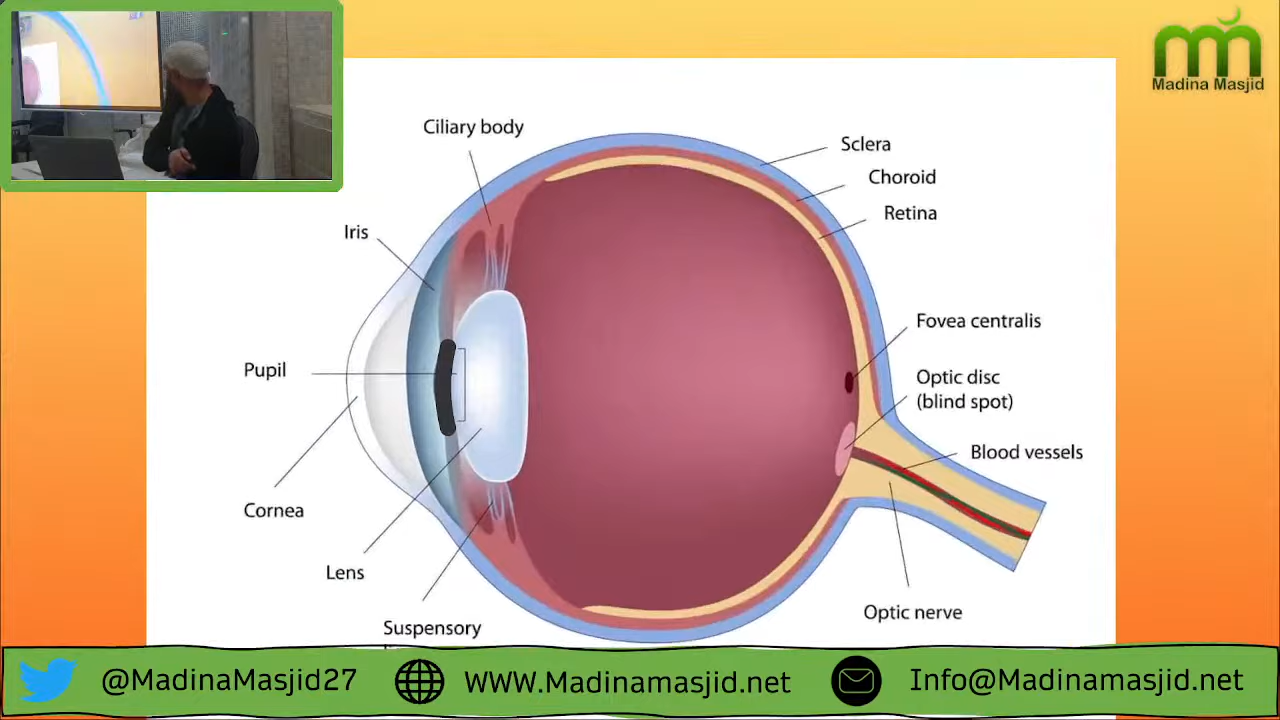 Madina Masjid
Ciliary body
Sclera
Choroid
Retina
Iris
Fovea centralis
Pupil
Optic disc
(blind spot)
Blood vessels
Cornea
Lens
Optic nerve
Suspensory
@MadinaMasjid27
WWW.Madinamasjid.net
Info@Madinamasjid.net